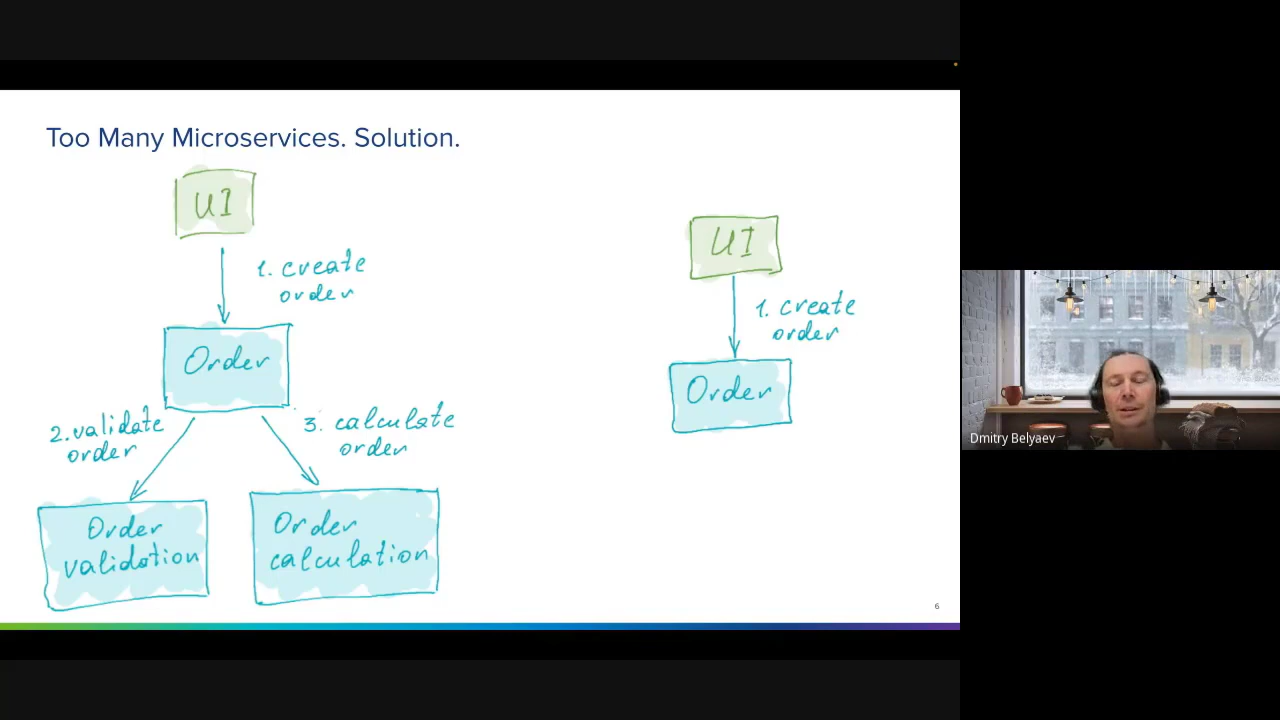 Too Many Microservices. Solution.
UI
1. create
order
Order
2. validate
order
3. calculate
order
Order
validation
Order
calculation
UI
1. create
order
Order
6
Dmitry Belyaev